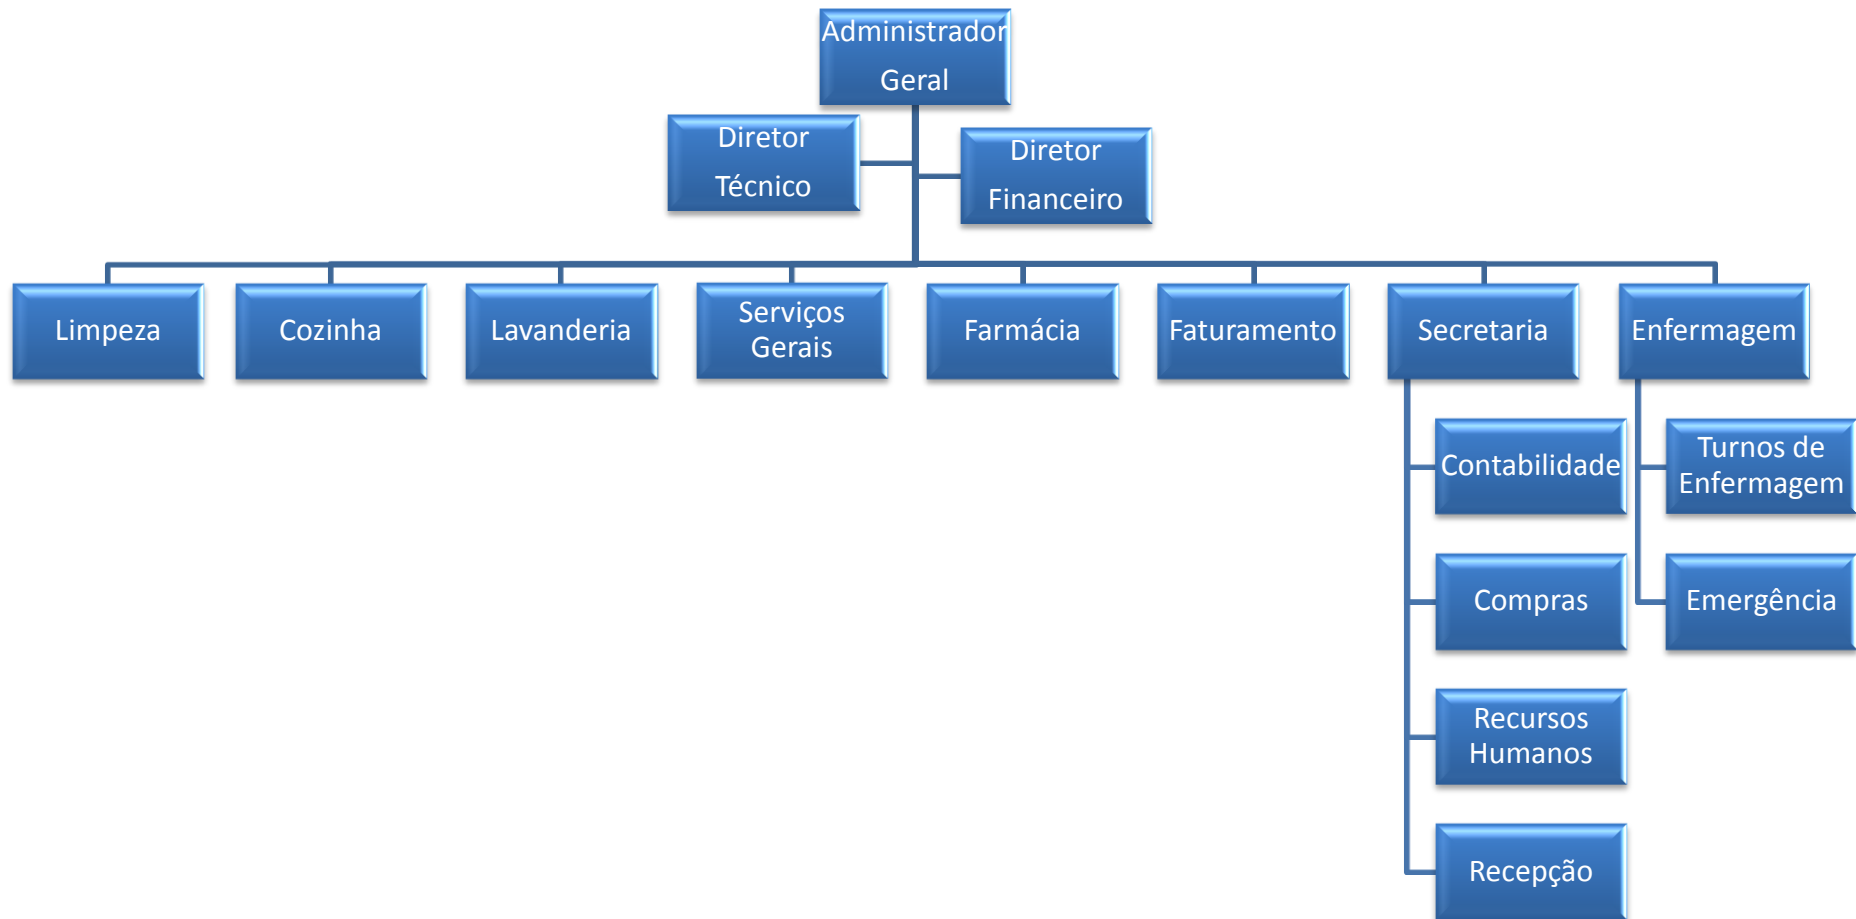 Administrador
Geral
Diretor
Técnico
Diretor
Financeiro
Limpeza
Cozinha
Lavanderia
Serviços
Gerais
Farmácia
Faturamento
Secretaria
Enfermagem
Contabilidade
Turnos de
Enfermagem
Compras
Emergência
Recursos
Humanos
Recepção